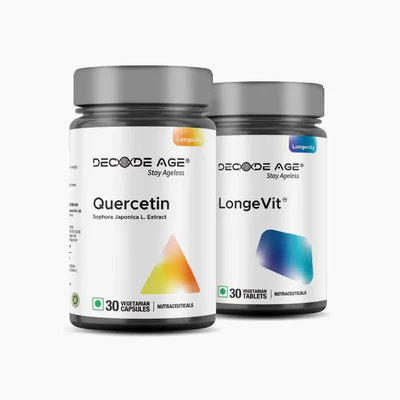 Longevity
DECODE AGE®
Stay Ageless
Quercetin
Sophora Japonica L. Extract
30 VEGETARIAN
CAPSULES
NUTRACEUTICALS
Longevity
DECODE AGE®
Stay Ageless
LongeVit™
30 VEGETARIAN
TABLETS
NUTRACEUTICALS